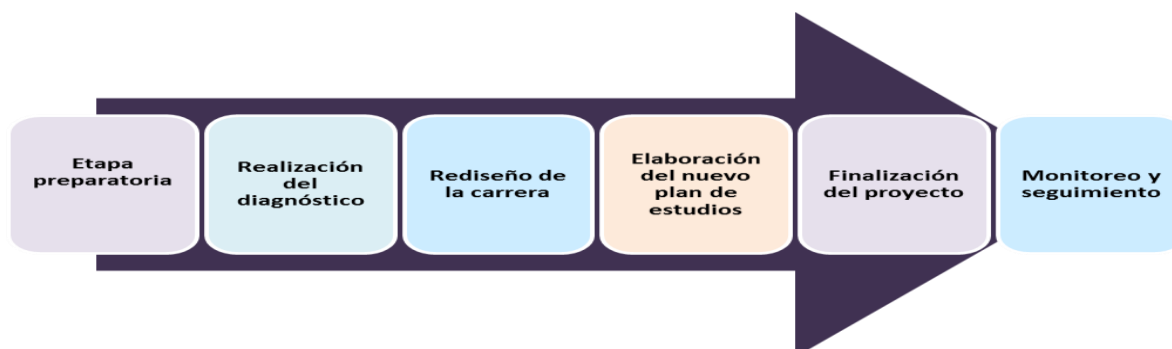 Etapa
preparatoria
Realización
del
diagnóstico
Rediseño de
la carrera
Elaboración
del nuevo
plan de
estudios
Finalización
del proyecto
Monitoreo y
seguimiento